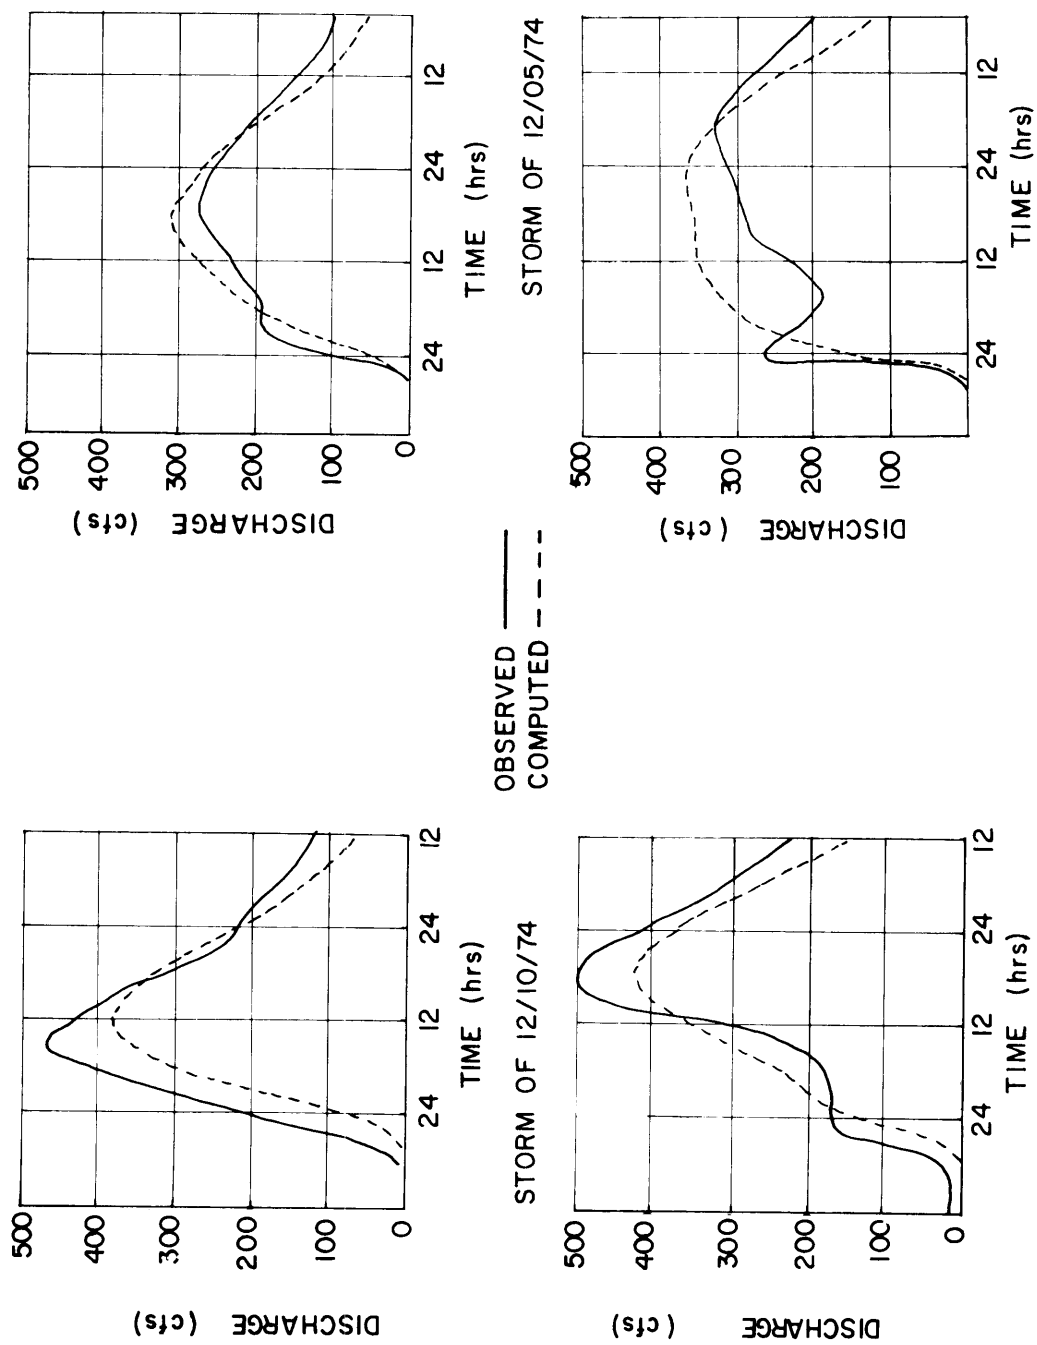 DISCHARGE
(cfs)
500
400
300
200
100
0
24
12
24
12
TIME (hrs)
STORM OF 12/10/74
DISCHARGE
(cfs)
500
400
300
200
100
0
24
12
24
12
TIME (hrs)
STORM OF 12/05/74
OBSERVED
COMPUTED
DISCHARGE
(cfs)
500
400
300
200
100
0
24
12
24
12
TIME (hrs)
DISCHARGE
(cfs)
500
400
300
200
100
24
12
24
12
TIME (hrs)